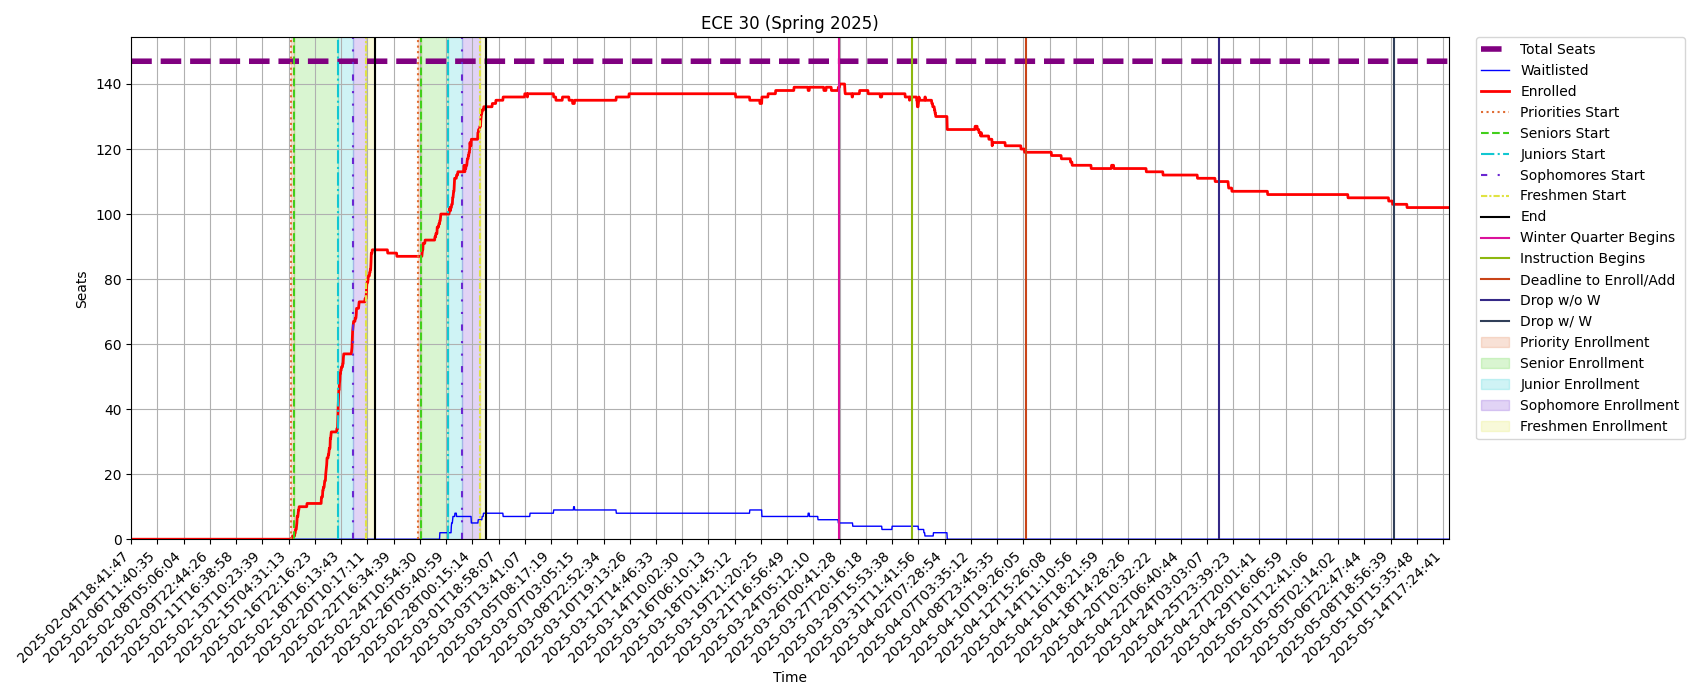 ECE 30 (Spring 2025)
Seats
140
120
100
80
60
40
20
0
2025-02-04T18:41:47
2025-02-06T11:40:35
2025-02-08T05:06:04
2025-02-09T22:44:26
2025-02-11T16:38:58
2025-02-13T10:23:39
2025-02-15T04:31:13
2025-02-16T22:16:23
2025-02-18T16:13:43
2025-02-20T10:17:11
2025-02-22T16:34:39
2025-02-24T10:54:30
2025-02-26T05:40:59
2025-02-28T00:15:14
2025-03-01T18:58:07
2025-03-03T13:41:07
2025-03-05T08:17:19
2025-03-07T03:05:15
2025-03-08T22:52:34
2025-03-10T19:13:26
2025-03-12T14:46:33
2025-03-14T10:02:30
2025-03-16T06:10:13
2025-03-18T01:45:12
2025-03-19T21:20:25
2025-03-21T16:56:49
2025-03-24T05:12:10
2025-03-26T00:41:28
2025-03-27T20:16:18
2025-03-29T15:53:38
2025-03-31T11:41:56
2025-04-02T07:28:54
2025-04-07T03:35:12
2025-04-08T23:45:35
2025-04-10T19:26:05
2025-04-12T15:26:08
2025-04-14T11:10:56
2025-04-16T18:21:59
2025-04-18T14:28:26
2025-04-20T10:32:22
2025-04-22T06:40:44
2025-04-24T03:03:07
2025-04-25T23:39:23
2025-04-27T20:01:41
2025-04-29T16:06:59
2025-05-01T12:41:06
2025-05-05T02:14:02
2025-05-06T22:47:44
2025-05-08T18:56:39
2025-05-10T15:35:48
2025-05-14T17:24:41
Time
Total Seats
Waitlisted
Enrolled
Priorities Start
Seniors Start
Juniors Start
Sophomores Start
Freshmen Start
End
Winter Quarter Begins
Instruction Begins
Deadline to Enroll/Add
Drop w/o W
Drop w/ W
Priority Enrollment
Senior Enrollment
Junior Enrollment
Sophomore Enrollment
Freshmen Enrollment